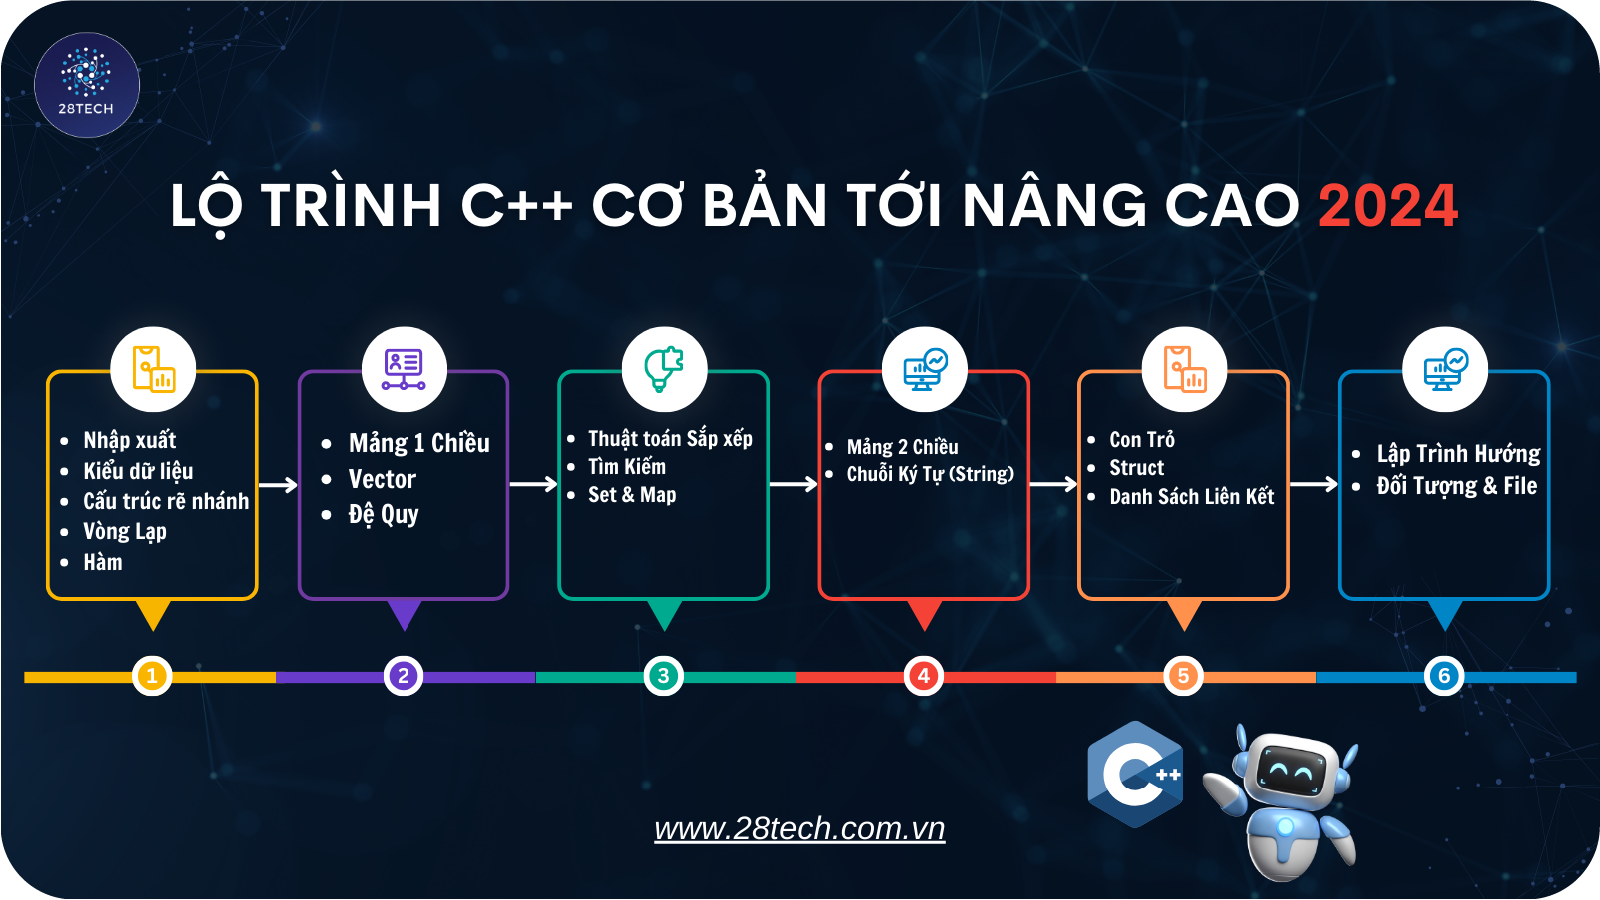 28TECH
LỘ TRÌNH C++ CƠ BẢN TỚI NÂNG CAO 2024
Nhập xuất
Kiểu dữ liệu
Cấu trúc rẽ nhánh
Vòng Lạp
Hàm
Mảng 1 Chiều
Vector
Đệ Quy
Thuật toán Sắp xếp
Tìm Kiếm
Set & Map
Mảng 2 Chiều
Chuỗi Ký Tự (String)
Con Trỏ
Struct
Danh Sách Liên Kết
Lập Trình Hướng
Đối Tượng & File
1
2
3
4
5
6
C++
www.28tech.com.vn